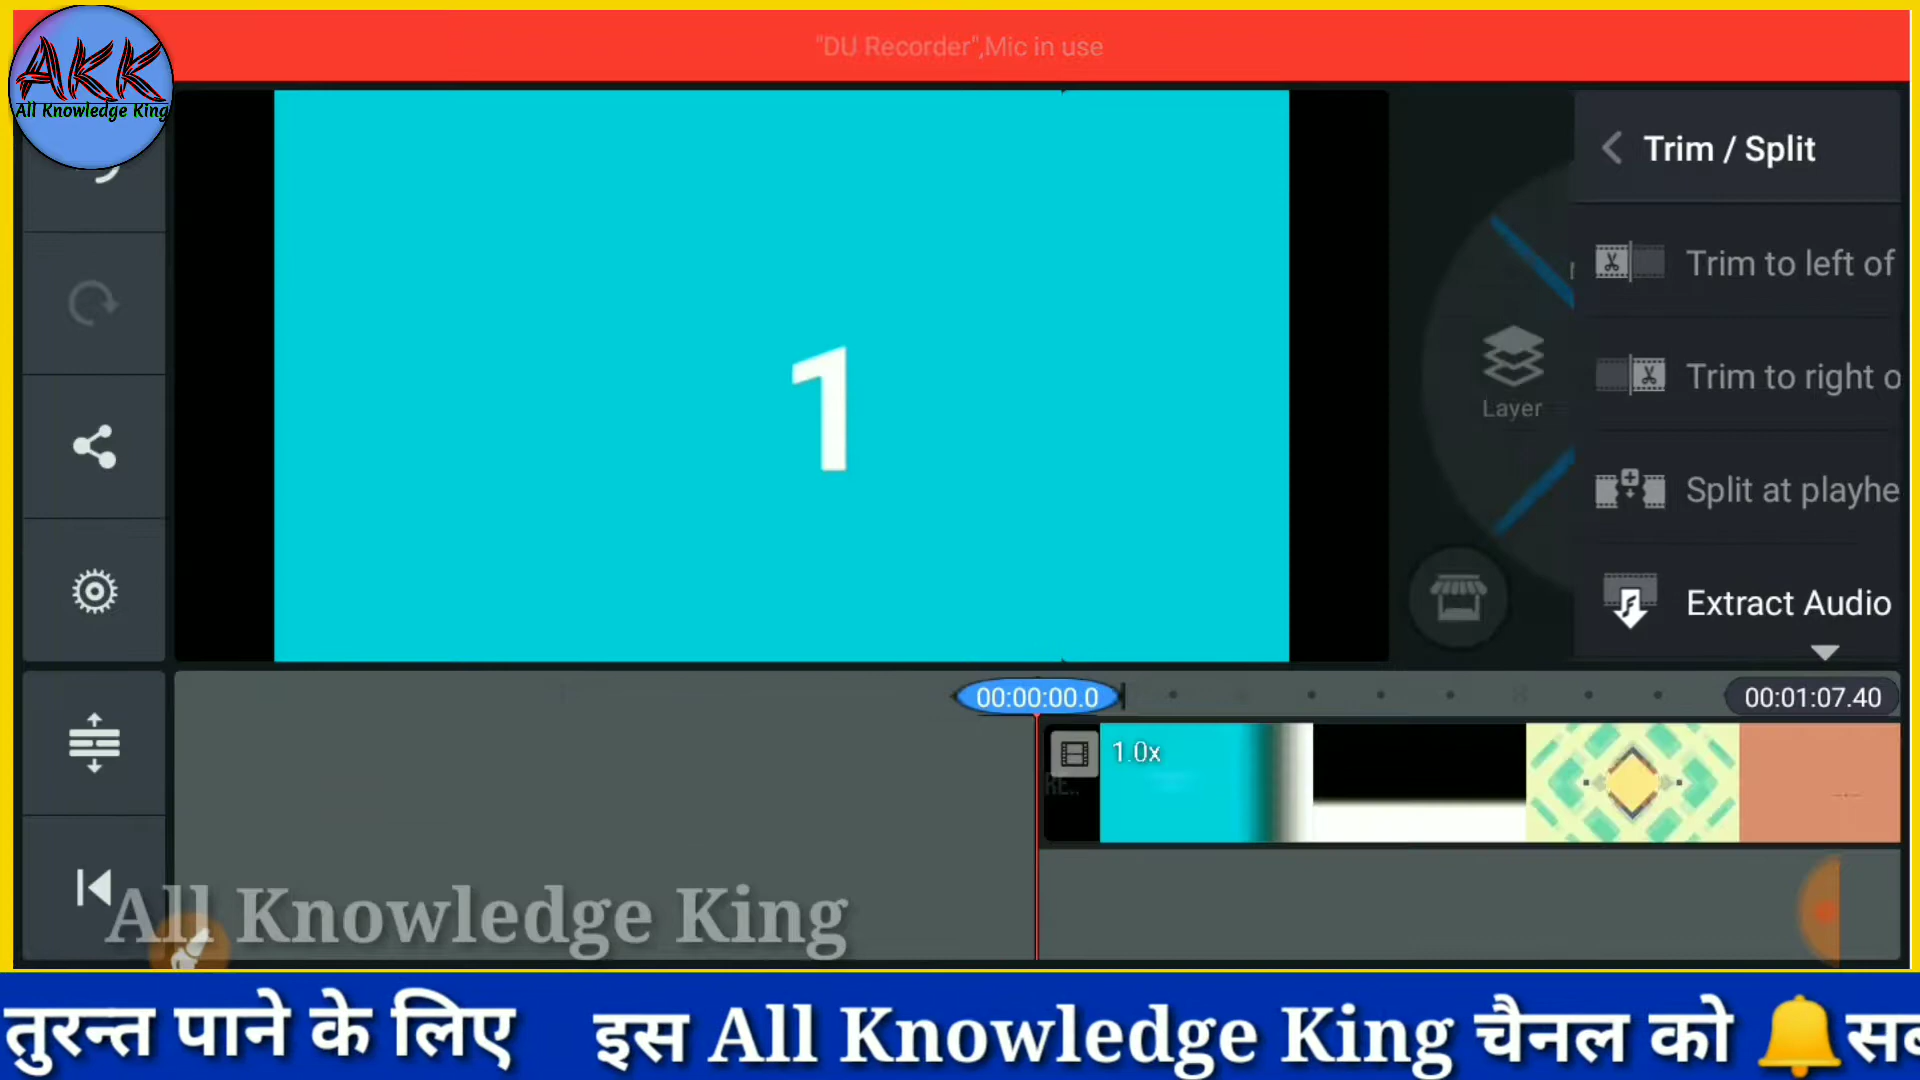 "DU Recorder",Mic in use
AKK
All Knowledge King
Trim / Split
Trim to left of
Trim to right o
Split at playhe
Extract Audio
Layer
1
00:00:00.0
00:01:07.40
1.0x
RE..
All Knowledge King
तुरन्त पाने के लिए इस All Knowledge King चैनल को 🔔सब